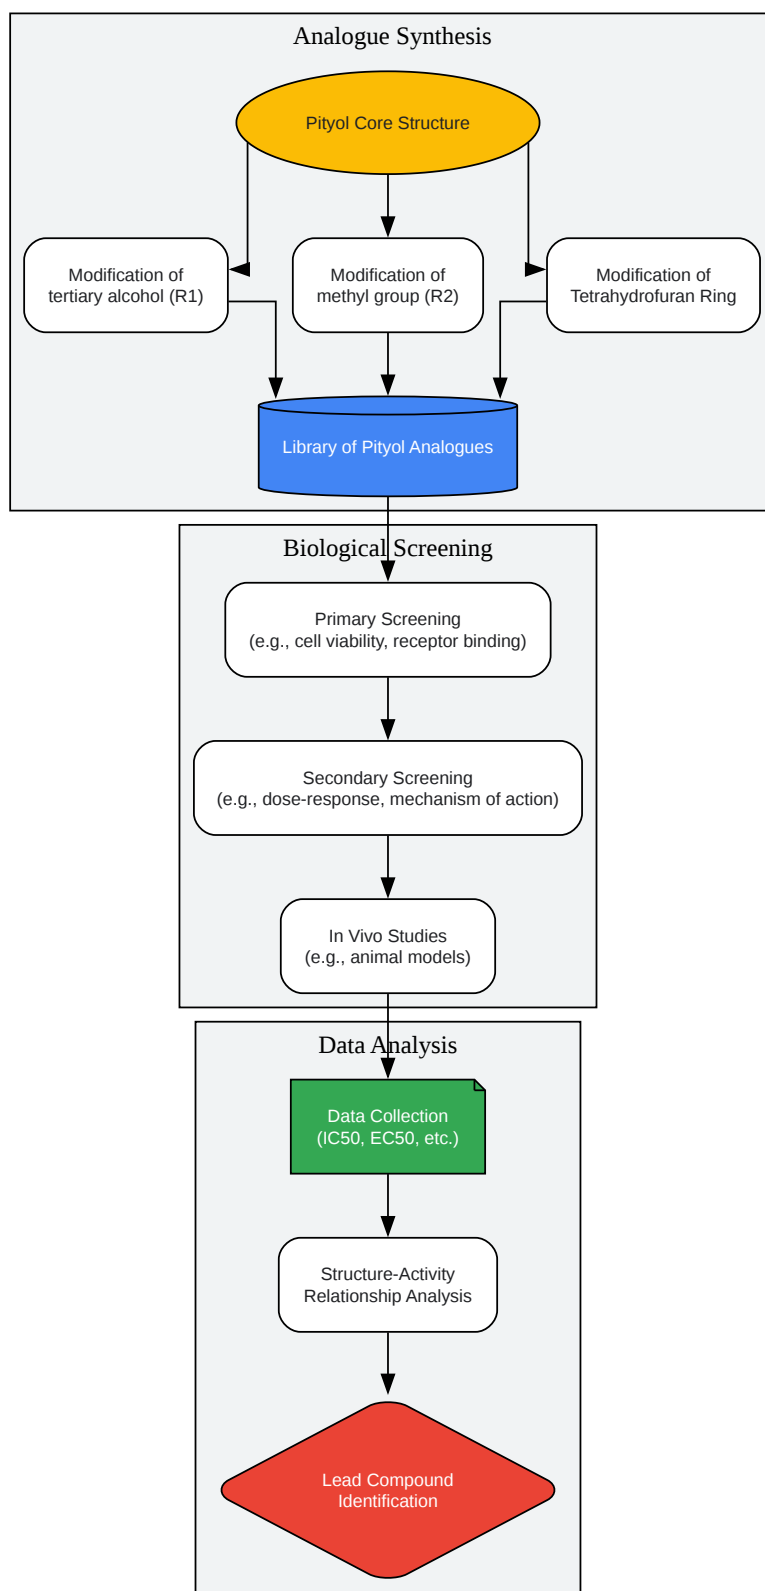 Analogue Synthesis
Pityol Core Structure
Modification of
tertiary alcohol (R1)
Modification of
methyl group (R2)
Modification of
Tetrahydrofuran Ring
Library of Pityol Analogues
Biological Screening
Primary Screening
(e.g., cell viability, receptor binding)
Secondary Screening
(e.g., dose-response, mechanism of action)
In Vivo Studies
(e.g., animal models)
Data Analysis
Data Collection
(IC50, EC50, etc.)
Structure-Activity
Relationship Analysis
Lead Compound
Identification